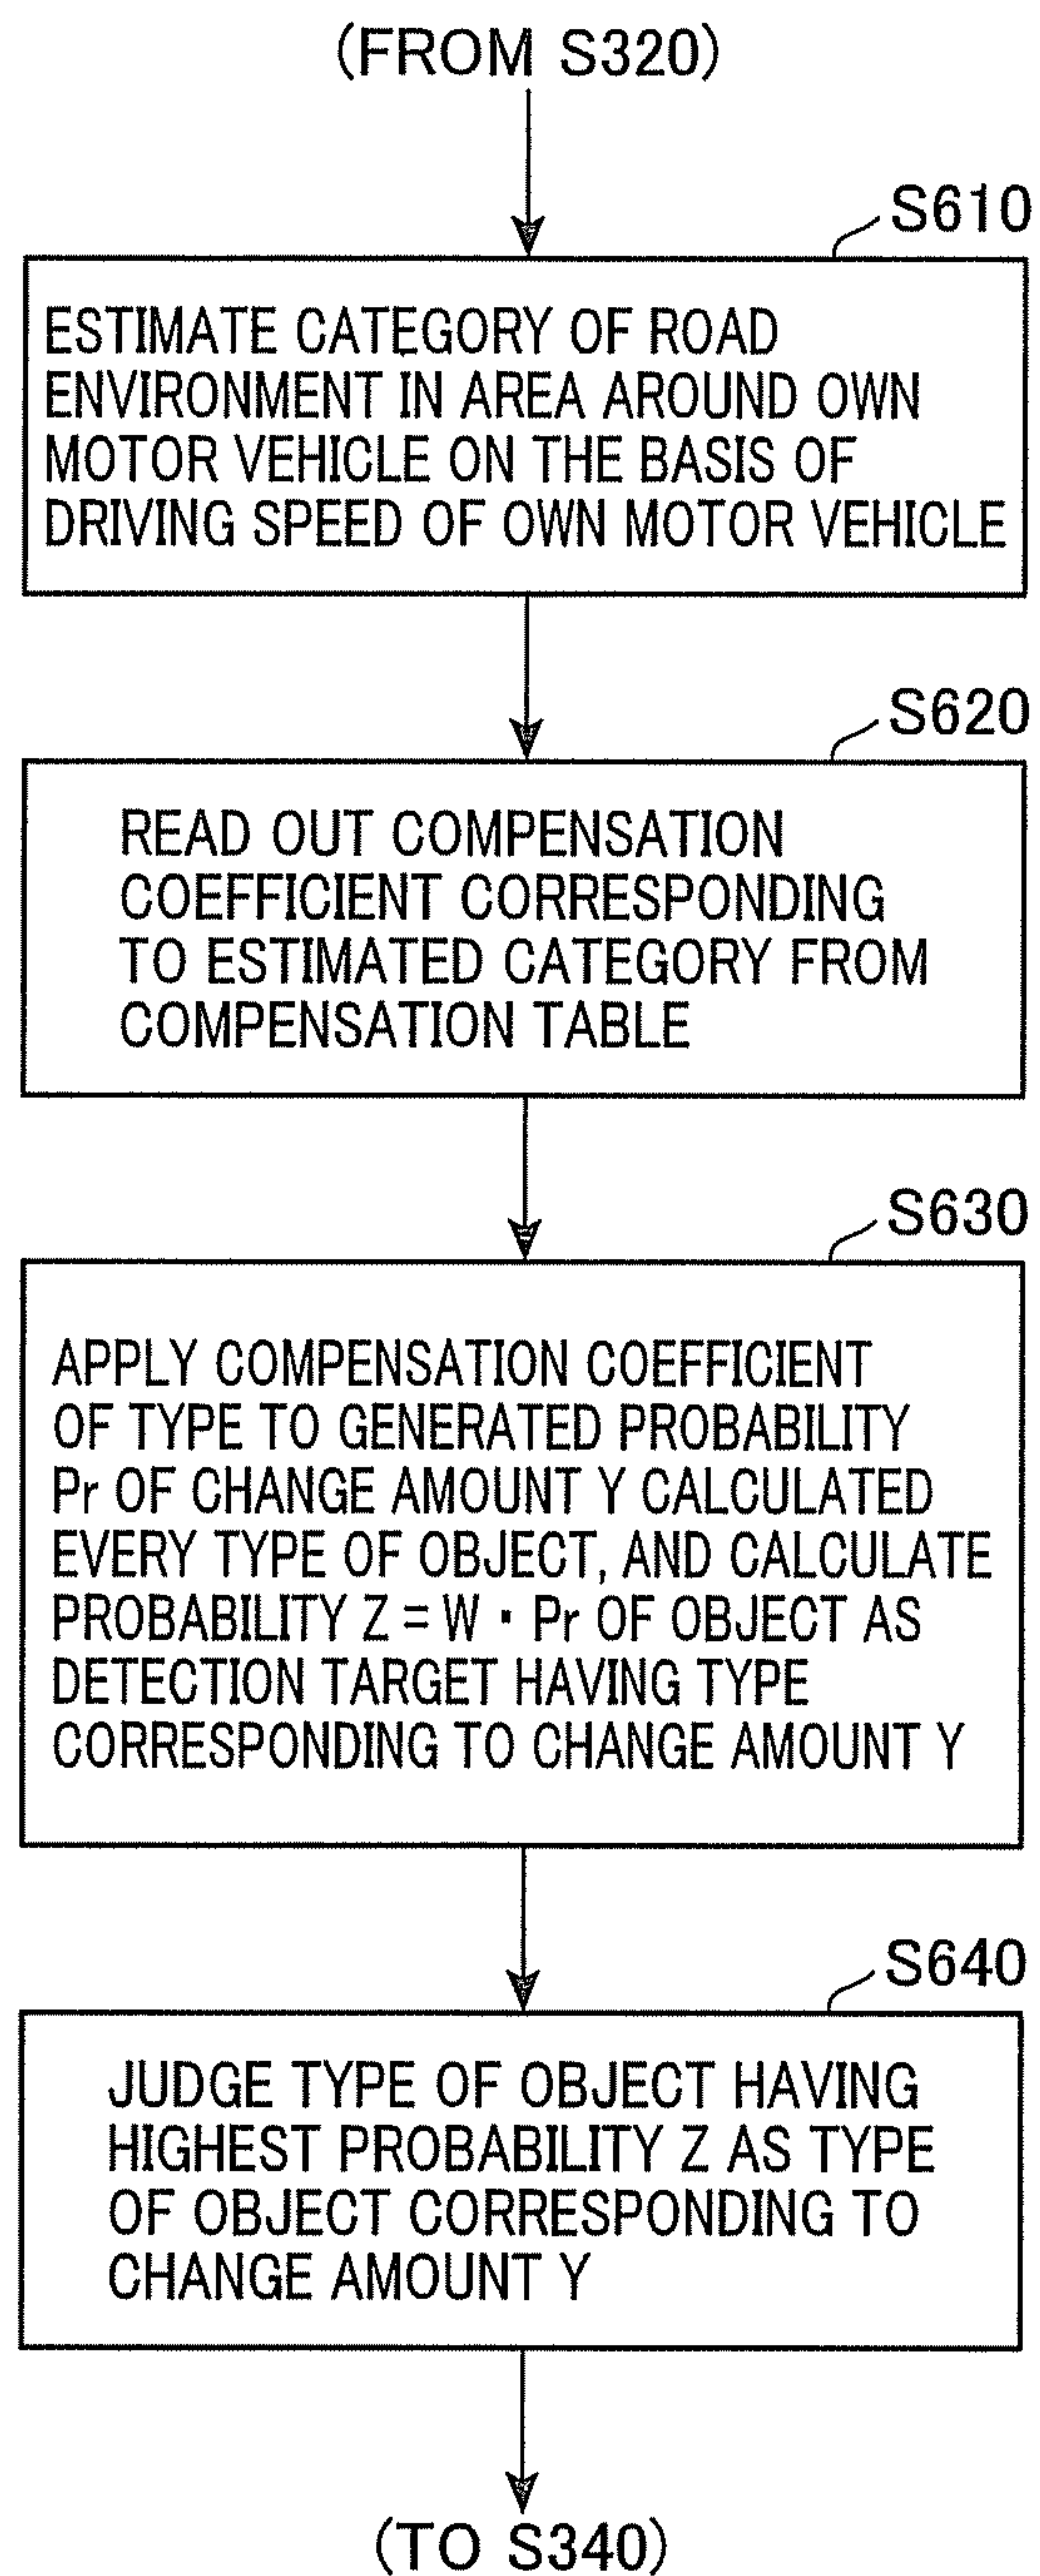 (FROM S320)
S610
ESTIMATE CATEGORY OF ROAD
ENVIRONMENT IN AREA AROUND OWN
MOTOR VEHICLE ON THE BASIS OF
DRIVING SPEED OF OWN MOTOR VEHICLE
S620
READ OUT COMPENSATION
COEFFICIENT CORRESPONDING
TO ESTIMATED CATEGORY FROM
COMPENSATION TABLE
S630
APPLY COMPENSATION COEFFICIENT
OF TYPE TO GENERATED PROBABILITY
Pr OF CHANGE AMOUNT Y CALCULATED
EVERY TYPE OF OBJECT, AND CALCULATE
PROBABILITY Z = W · Pr OF OBJECT AS
DETECTION TARGET HAVING TYPE
CORRESPONDING TO CHANGE AMOUNT Y
S640
JUDGE TYPE OF OBJECT HAVING
HIGHEST PROBABILITY Z AS TYPE
OF OBJECT CORRESPONDING TO
CHANGE AMOUNT Y
(TO S340)